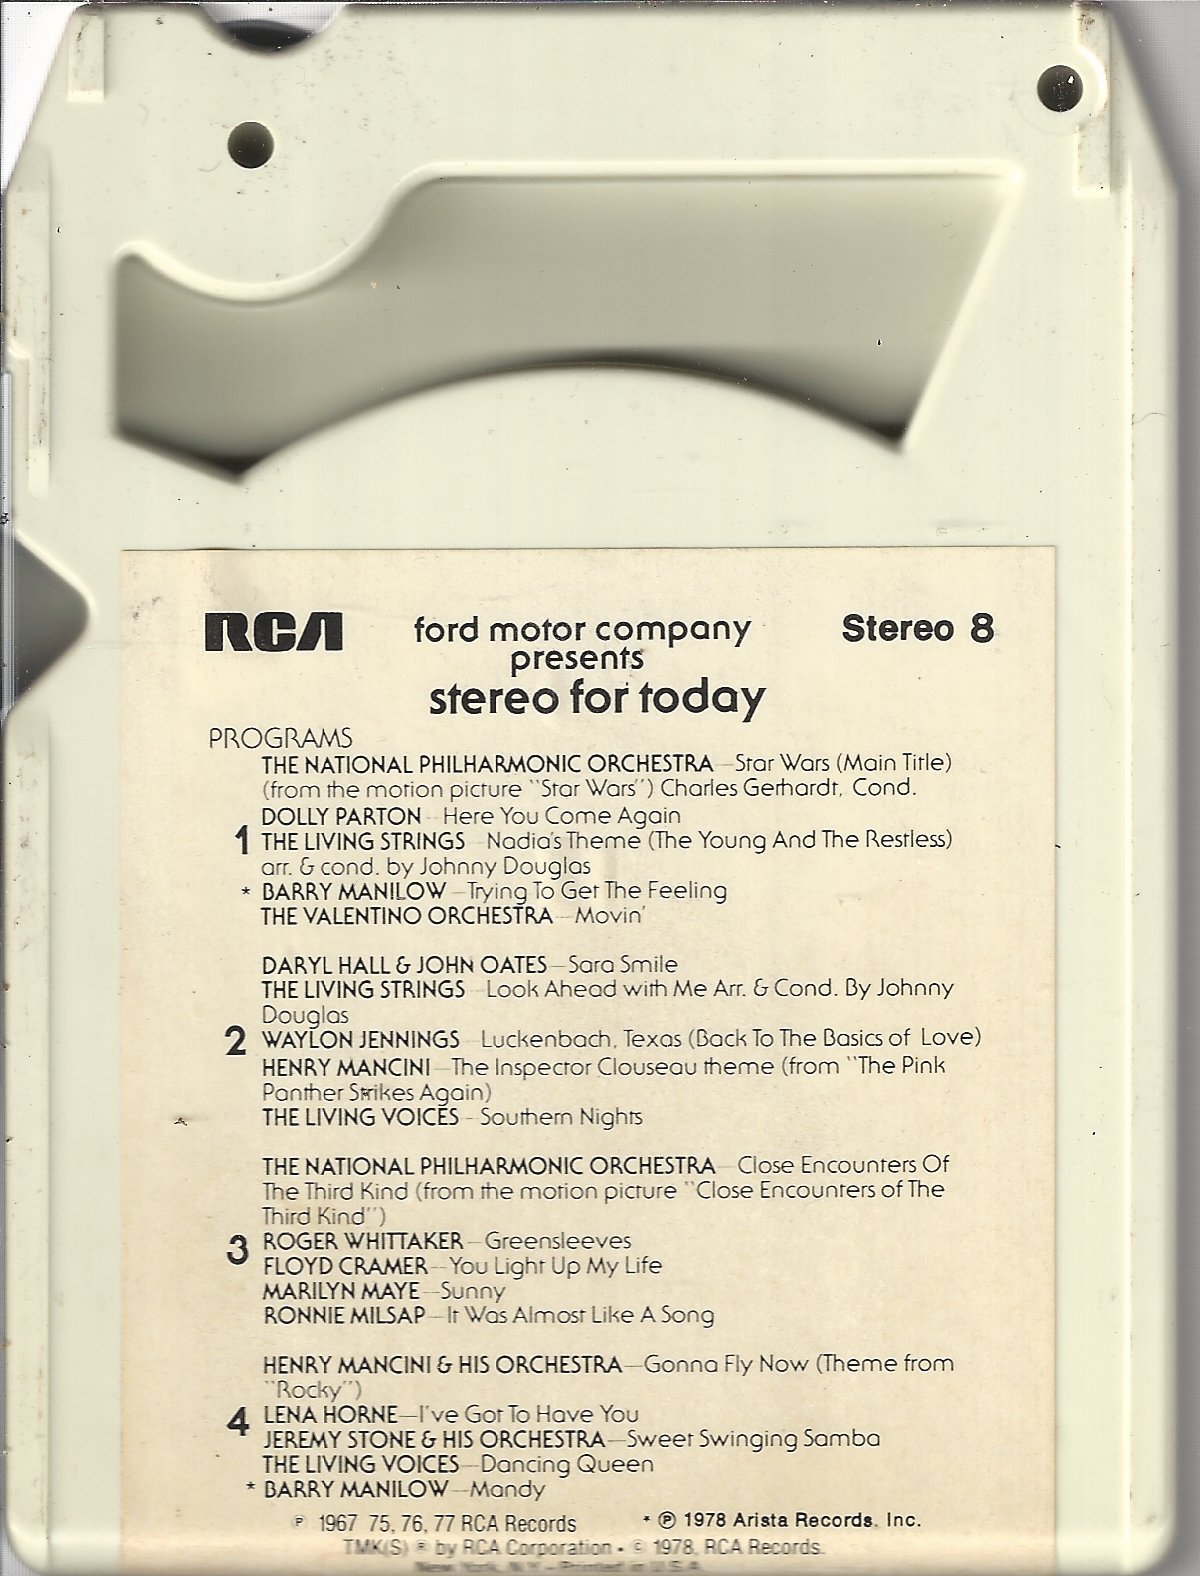 RCA ford motor company Stereo 8
presents
stereo for today
PROGRAMS
THE NATIONAL PHILHARMONIC ORCHESTRA—Star Wars (Main Title)
(from the motion picture "Star Wars") Charles Gerhardt, Cond.
DOLLY PARTON—Here You Come Again
1 THE LIVING STRINGS—Nadia's Theme (The Young And The Restless)
arr. & cond. by Johnny Douglas
* BARRY MANILOW—Trying To Get The Feeling
THE VALENTINO ORCHESTRA—Movin'
DARYL HALL & JOHN OATES—Sara Smile
THE LIVING STRINGS—Look Ahead with Me Arr. & Cond. By Johnny
Douglas
2 WAYLON JENNINGS—Luckenbach, Texas (Back To The Basics of Love)
HENRY MANCINI—The Inspector Clouseau theme (from "The Pink
Panther Strikes Again)
THE LIVING VOICES - Southern Nights
THE NATIONAL PHILHARMONIC ORCHESTRA—Close Encounters Of
The Third Kind (from the motion picture "Close Encounters of The
Third Kind")
3 ROGER WHITTAKER—Greensleeves
FLOYD CRAMER—You Light Up My Life
MARILYN MAYE—Sunny
RONNIE MILSAP—It Was Almost Like A Song
HENRY MANCINI & HIS ORCHESTRA—Gonna Fly Now (Theme from
"Rocky")
4 LENA HORNE—I've Got To Have You
JEREMY STONE & HIS ORCHESTRA—Sweet Swinging Samba
THE LIVING VOICES—Dancing Queen
* BARRY MANILOW—Mandy
℗ 1967 75, 76, 77 RCA Records * ℗ 1978 Arista Records, Inc.
TMK(S) ® by RCA Corporation • © 1978, RCA Records.
New York, N.Y. - Printed in U.S.A.